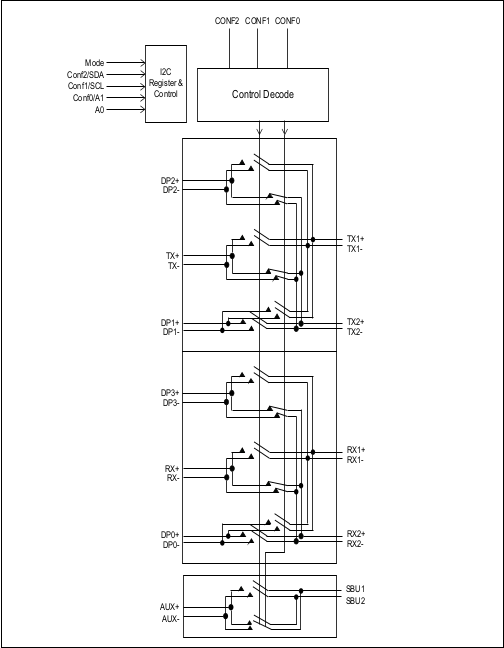 CONF2 CONF1 CONF0
Mode
Conf2/SDA
Conf1/SCL
Conf0/A1
A0
I2C
Register &
Control
Control Decode
DP2+
DP2-
TX+
TX-
TX1+
TX1-
DP1+
DP1-
TX2+
TX2-
DP3+
DP3-
RX+
RX-
RX1+
RX1-
DP0+
DP0-
RX2+
RX2-
AUX+
AUX-
SBU1
SBU2